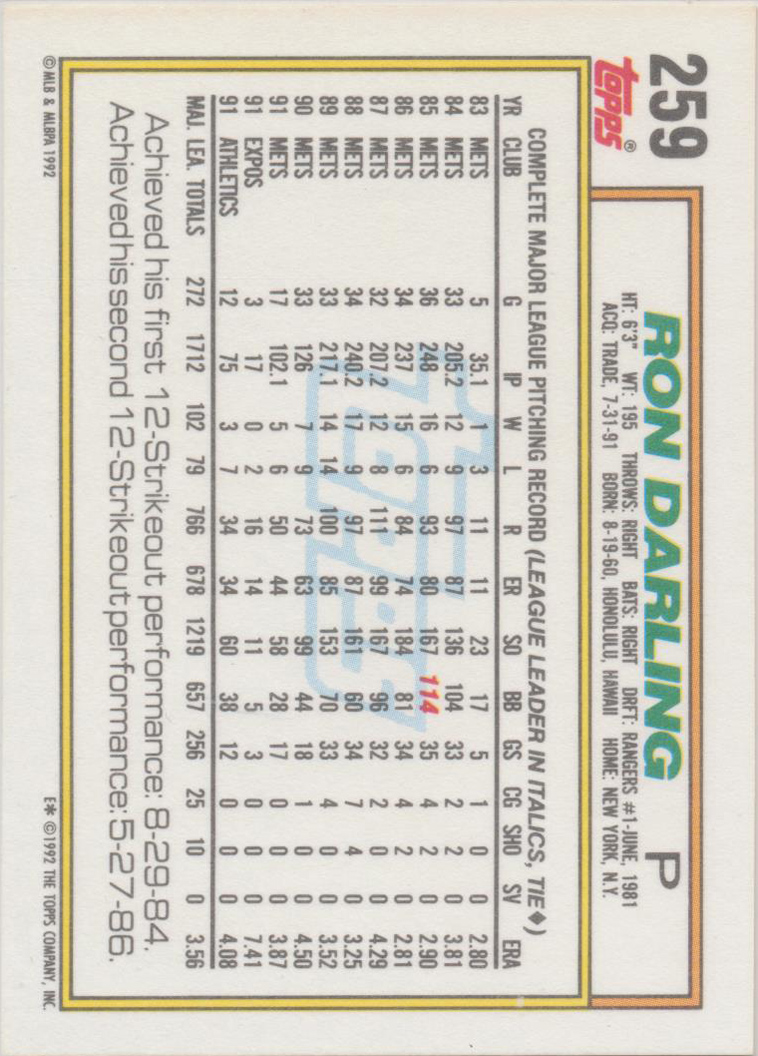 259
topps®
RON DARLING P
HT: 6'3" WT: 195 THROWS: RIGHT BATS: RIGHT DRFT: RANGERS #1-JUNE, 1981
ACQ: TRADE, 7-31-91 BORN: 8-19-60, HONOLULU, HAWAII HOME: NEW YORK, N.Y.
COMPLETE MAJOR LEAGUE PITCHING RECORD (LEAGUE LEADER IN ITALICS, TIE♦)
YR CLUB G IP W L R ER SO BB GS CG SHO SV ERA
83 METS 5 35.1 1 3 11 11 23 17 5 1 0 0 2.80
84 METS 33 205.2 12 9 97 87 136 104 33 2 2 0 3.81
85 METS 36 248 16 6 93 80 167 114 35 4 2 0 2.90
86 METS 34 237 15 6 84 74 184 81 34 4 2 0 2.81
87 METS 32 207.2 12 8 111 99 167 96 32 2 0 0 4.29
88 METS 34 240.2 17 9 97 87 161 60 34 7 4 0 3.25
89 METS 33 217.1 14 14 100 85 153 70 33 4 0 0 3.52
90 METS 33 126 7 9 73 63 99 44 18 1 0 0 4.50
91 METS 17 102.1 5 6 50 44 58 28 17 0 0 0 3.87
91 EXPOS 3 17 0 2 16 14 11 5 3 0 0 0 7.41
91 ATHLETICS 12 75 3 7 34 34 60 38 12 0 0 0 4.08
MAJ. LEA. TOTALS 272 1712 102 79 766 678 1219 657 256 25 10 0 3.56
Achieved his first 12-Strikeout performance: 8-29-84.
Achieved his second 12-Strikeout performance: 5-27-86.
© MLB & MLBPA 1992 E* ©1992 THE TOPPS COMPANY, INC.